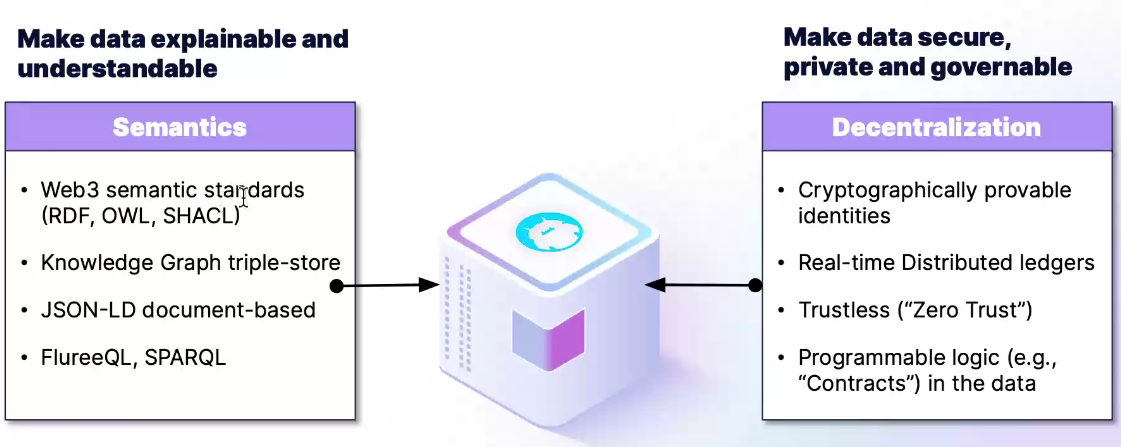 Make data explainable and
understandable
Semantics
• Web3 semantic standards
(RDF, OWL, SHACL)
• Knowledge Graph triple-store
• JSON-LD document-based
• FlureeQL, SPARQL
Make data secure,
private and governable
Decentralization
• Cryptographically provable
identities
• Real-time Distributed ledgers
• Trustless (“Zero Trust”)
• Programmable logic (e.g.,
“Contracts”) in the data